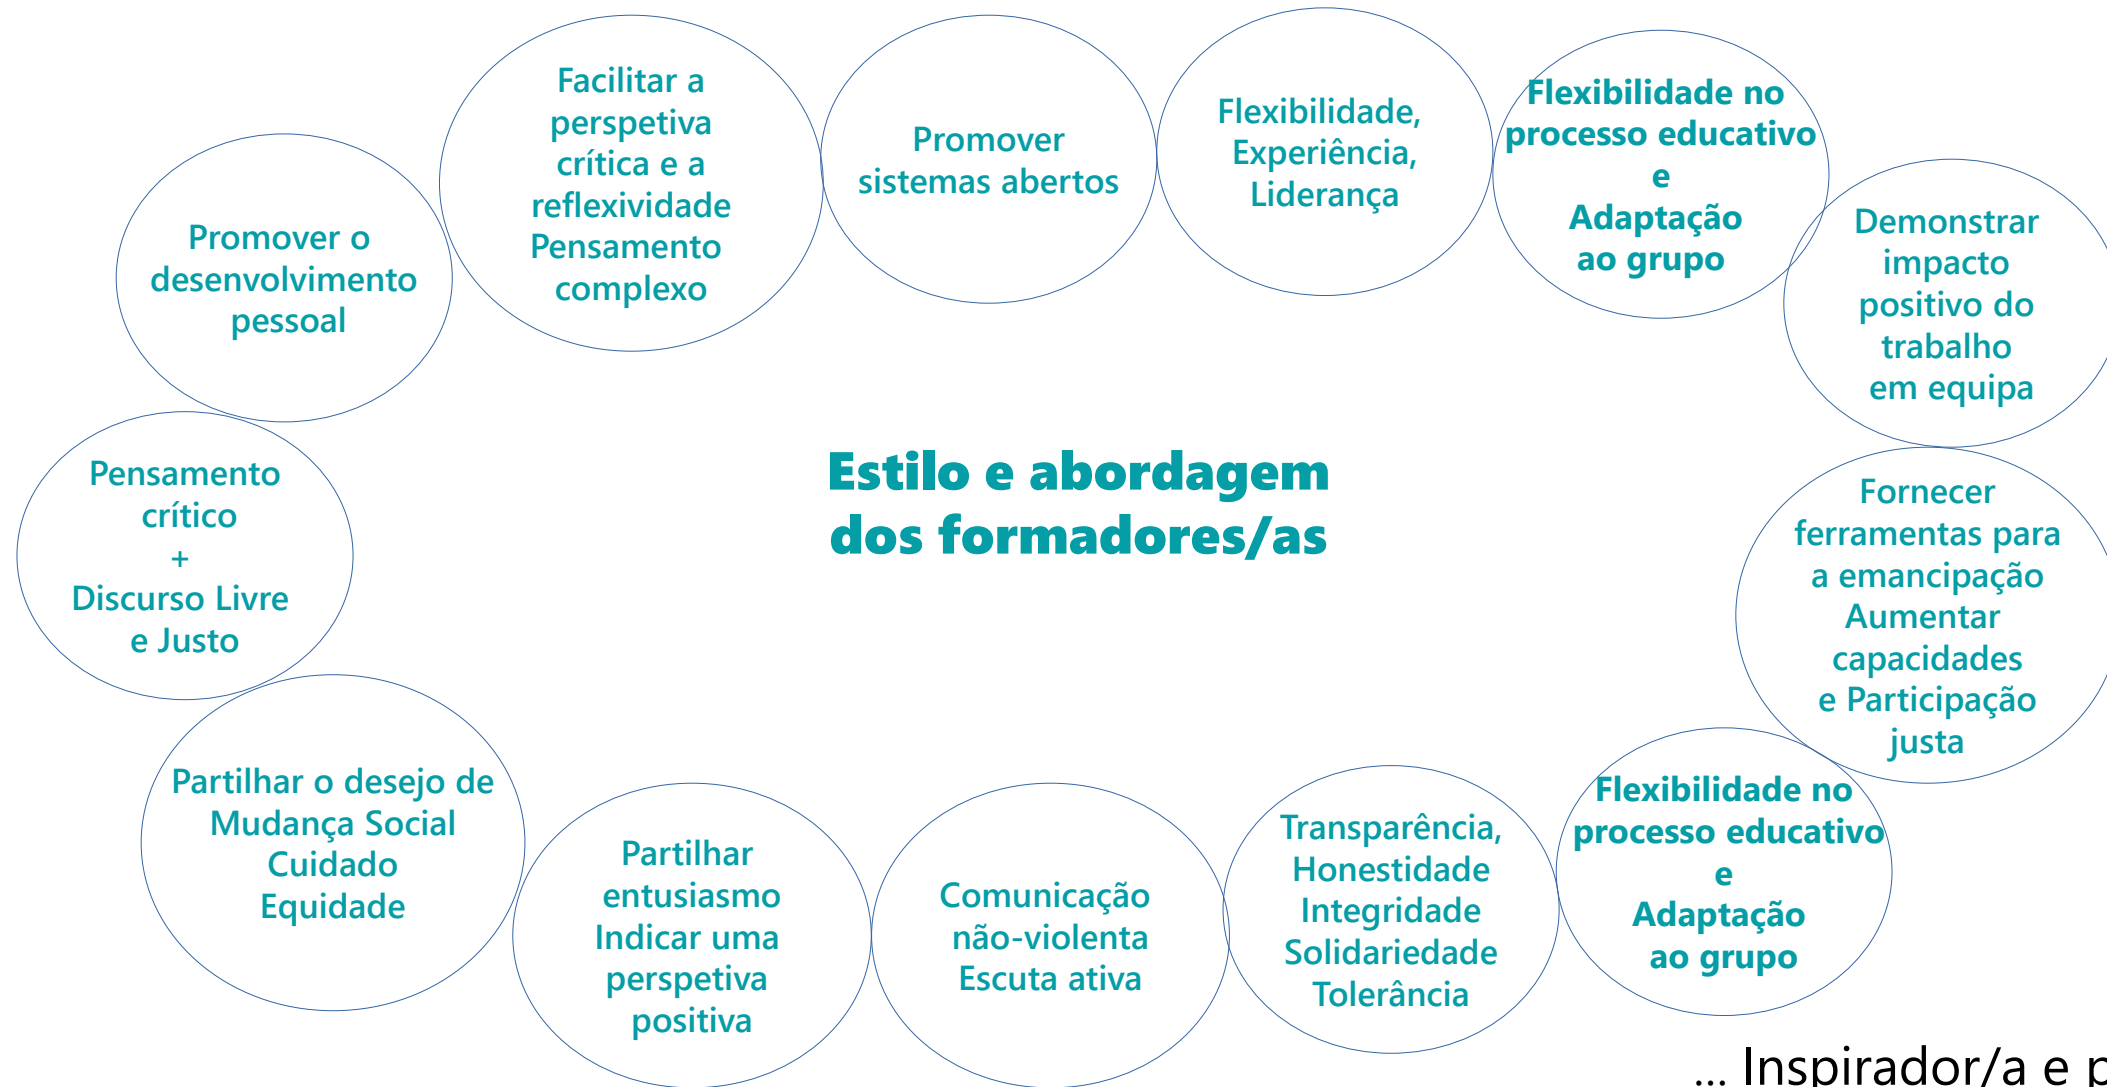 Facilitar a
perspetiva
crítica e a
reflexividade
Pensamento
complexo
Promover
sistemas abertos
Flexibilidade,
Experiência,
Liderança
Flexibilidade no
processo educativo
e
Adaptação
ao grupo
Demonstrar
impacto
positivo do
trabalho
em equipa
Promover o
desenvolvimento
pessoal
Estilo e abordagem
dos formadores/as
Pensamento
crítico
+
Discurso Livre
e Justo
Fornecer
ferramentas para
a emancipação
Aumentar
capacidades
e Participação
justa
Partilhar o desejo de
Mudança Social
Cuidado
Equidade
Partilhar
entusiasmo
Indicar uma
perspetiva
positiva
Comunicação
não-violenta
Escuta ativa
Transparência,
Honestidade
Integridade
Solidariedade
Tolerância
Flexibilidade no
processo educativo
e
Adaptação
ao grupo
... Inspirador/a e